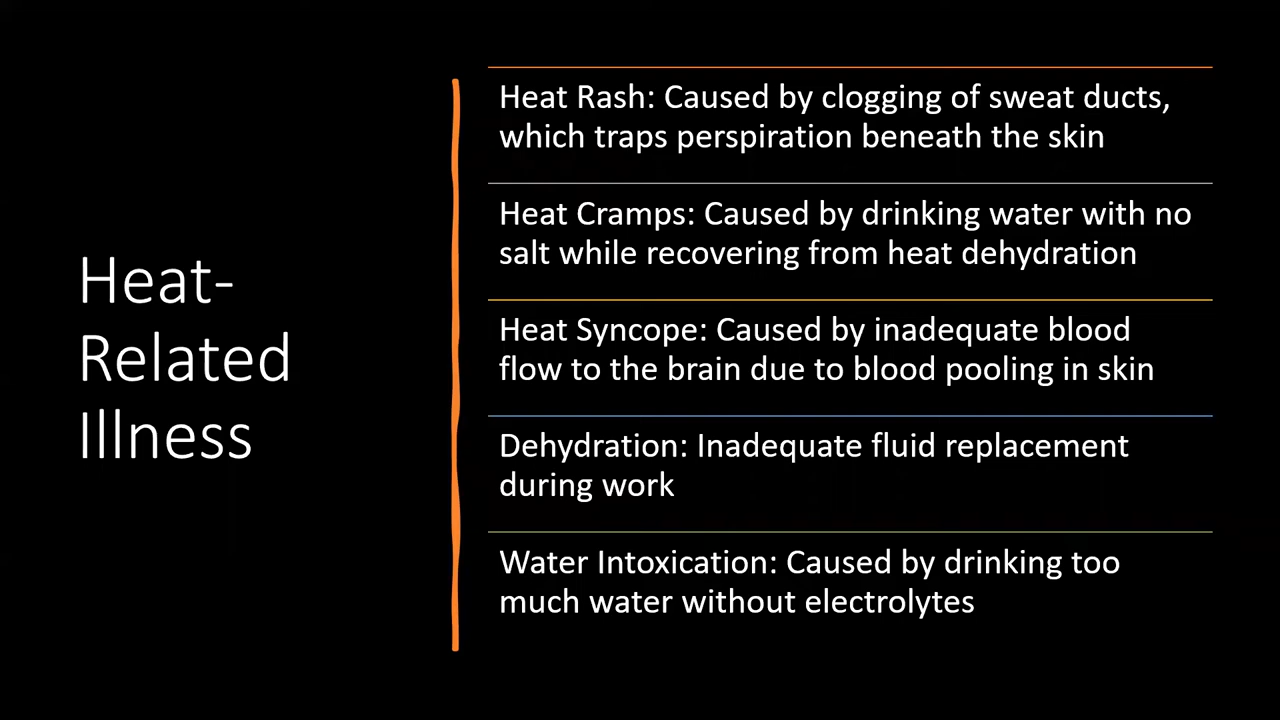 Heat-
Related
Illness
Heat Rash: Caused by clogging of sweat ducts,
which traps perspiration beneath the skin
Heat Cramps: Caused by drinking water with no
salt while recovering from heat dehydration
Heat Syncope: Caused by inadequate blood
flow to the brain due to blood pooling in skin
Dehydration: Inadequate fluid replacement
during work
Water Intoxication: Caused by drinking too
much water without electrolytes